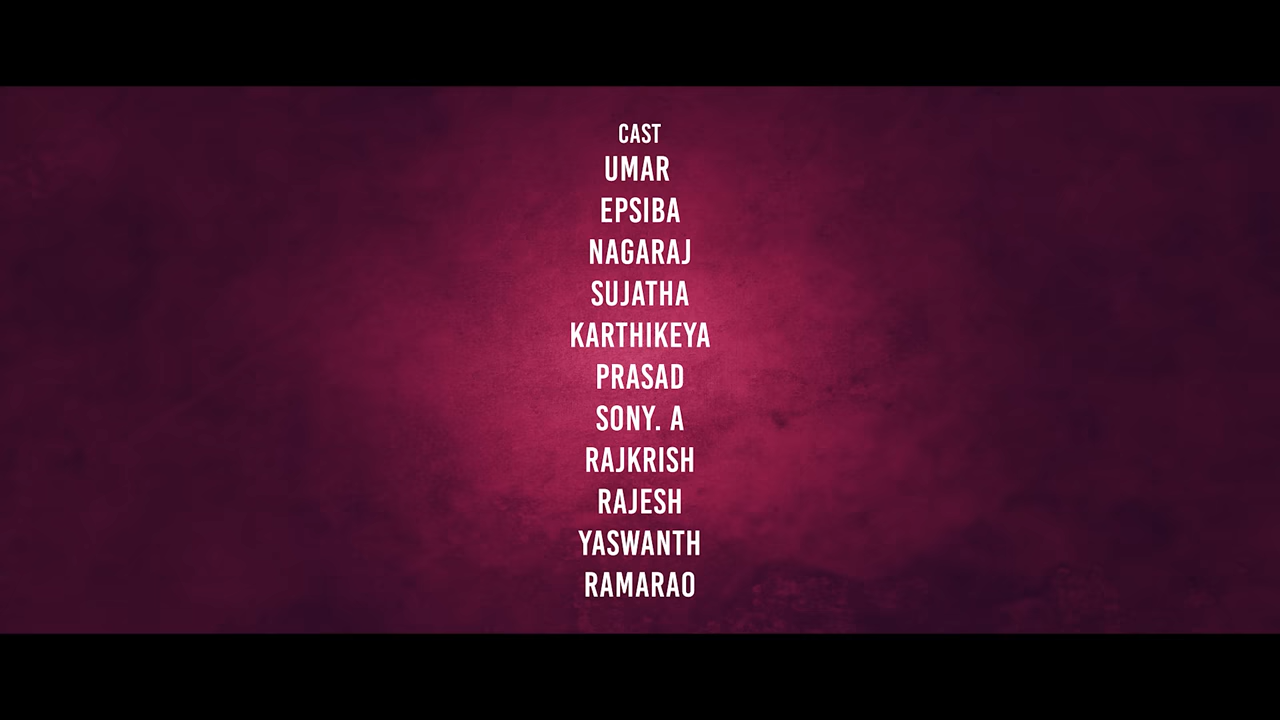 CAST
UMAR
EPSIBA
NAGARAJ
SUJATHA
KARTHIKEYA
PRASAD
SONY. A
RAJKRISH
RAJESH
YASWANTH
RAMARAO